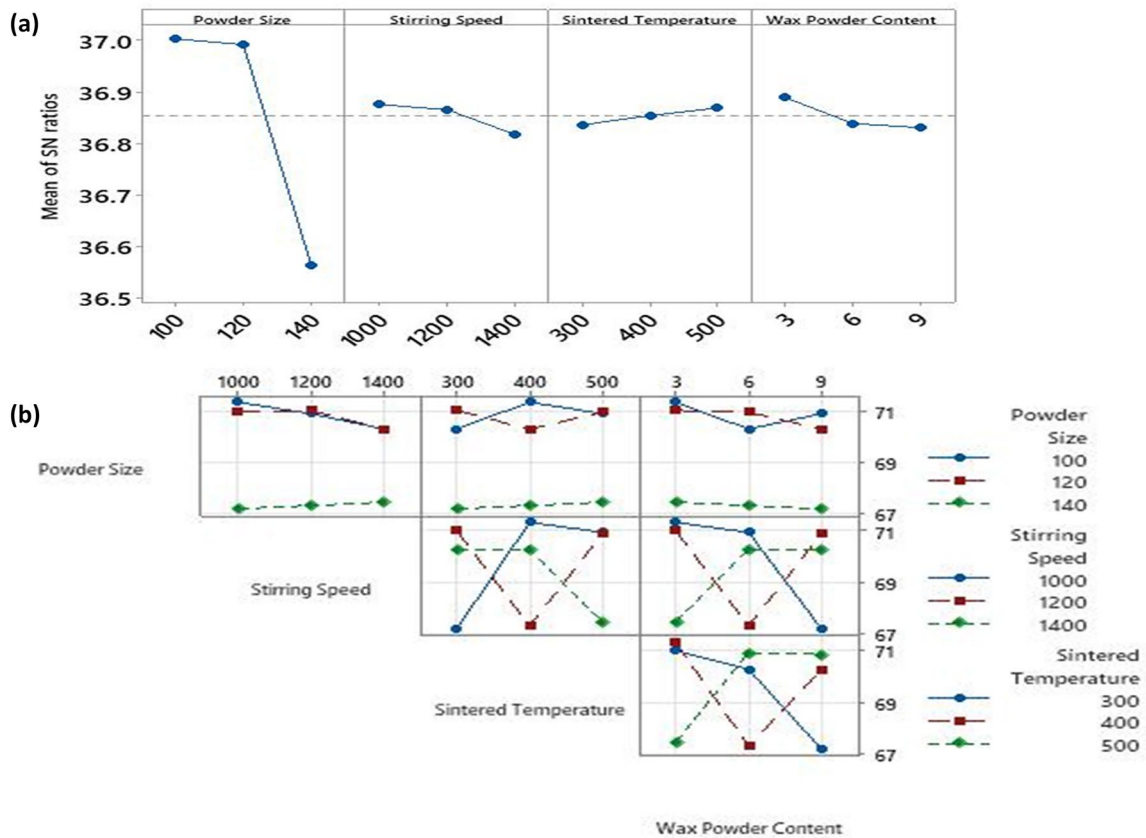 (a)
Powder Size Stirring Speed Sintered Temperature Wax Powder Content
Mean of SN ratios
37.0
36.9
36.8
36.7
36.6
36.5
100 120 140 1000 1200 1400 300 400 500 3 6 9
(b)
1000 1200 1400 300 400 500 3 6 9
Powder Size
71
69
67
Powder
Size
100
120
140
Stirring Speed
71
69
67
Stirring
Speed
1000
1200
1400
Sintered Temperature
71
69
67
Sintered
Temperature
300
400
500
Wax Powder Content